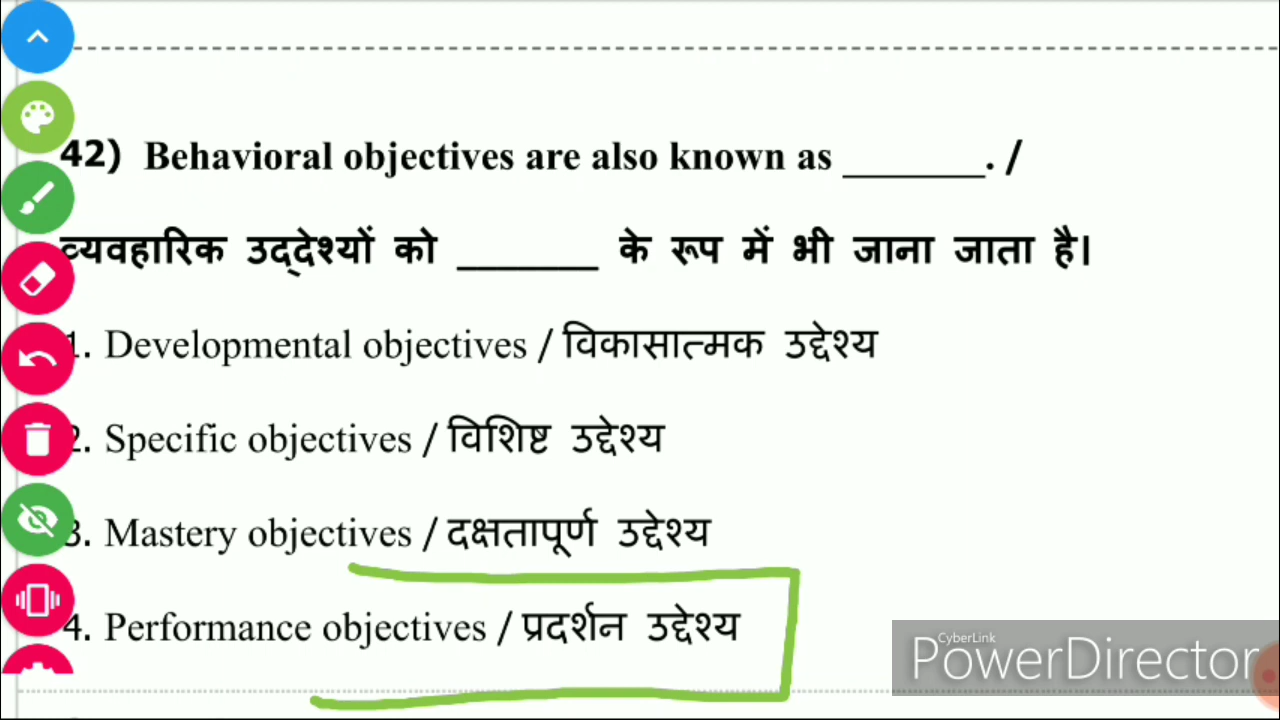 42) Behavioral objectives are also known as _______. /
व्यवहारिक उद्देश्यों को _______ के रूप में भी जाना जाता है।
1. Developmental objectives / विकासात्मक उद्देश्य
2. Specific objectives / विशिष्ट उद्देश्य
3. Mastery objectives / दक्षतापूर्ण उद्देश्य
4. Performance objectives / प्रदर्शन उद्देश्य
CyberLink
PowerDirector